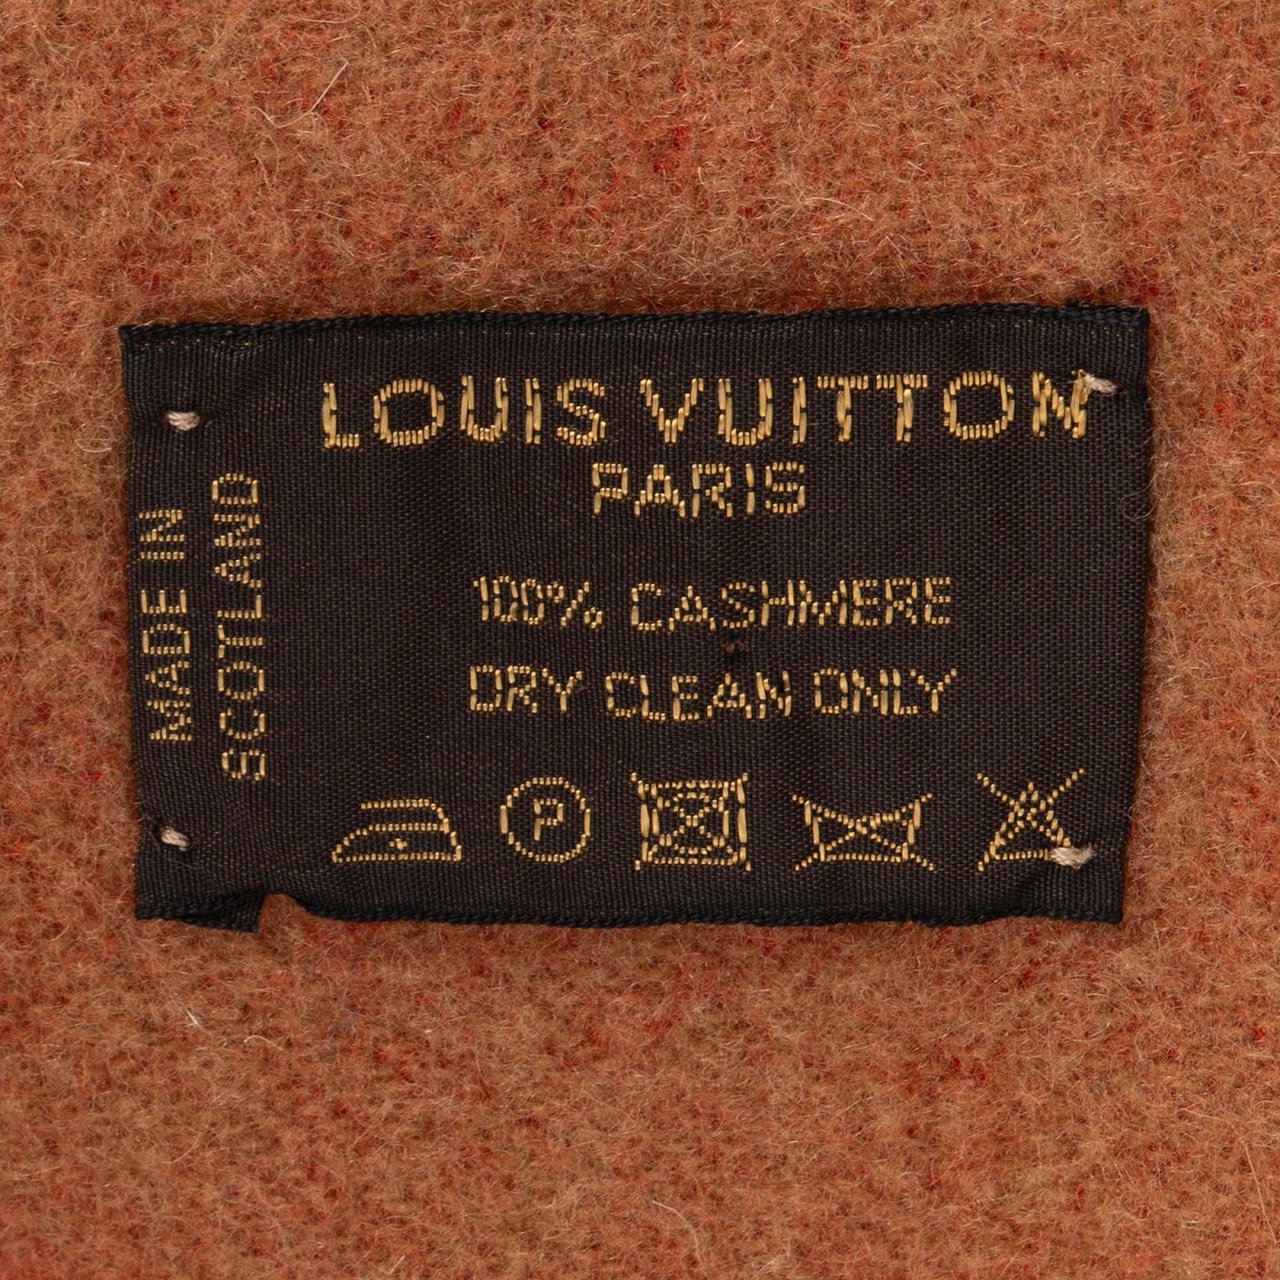 LOUIS VUITTON
PARIS
100% CASHMERE
DRY CLEAN ONLY
P
MADE IN
SCOTLAND